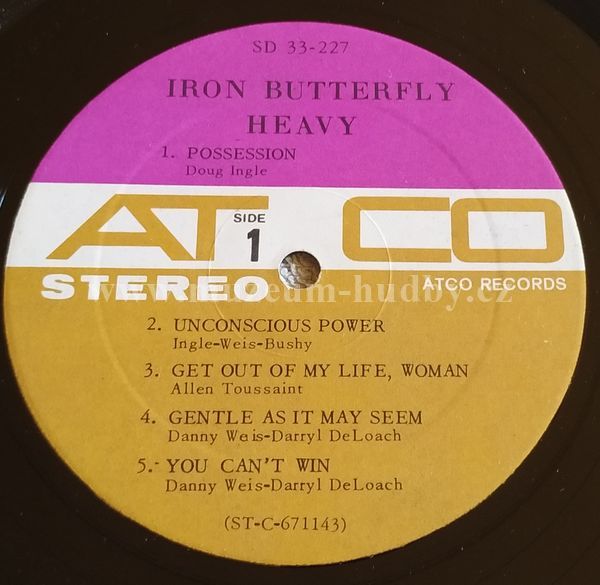 SD 33-227
IRON BUTTERFLY
HEAVY
1. POSSESSION
Doug Ingle
ATCO
SIDE
1
STEREO
ATCO RECORDS
www.muzeum-hudby.cz
2. UNCONSCIOUS POWER
Ingle-Weis-Bushy
3. GET OUT OF MY LIFE, WOMAN
Allen Toussaint
4. GENTLE AS IT MAY SEEM
Danny Weis-Darryl DeLoach
5. YOU CAN'T WIN
Danny Weis-Darryl DeLoach
(ST-C-671143)